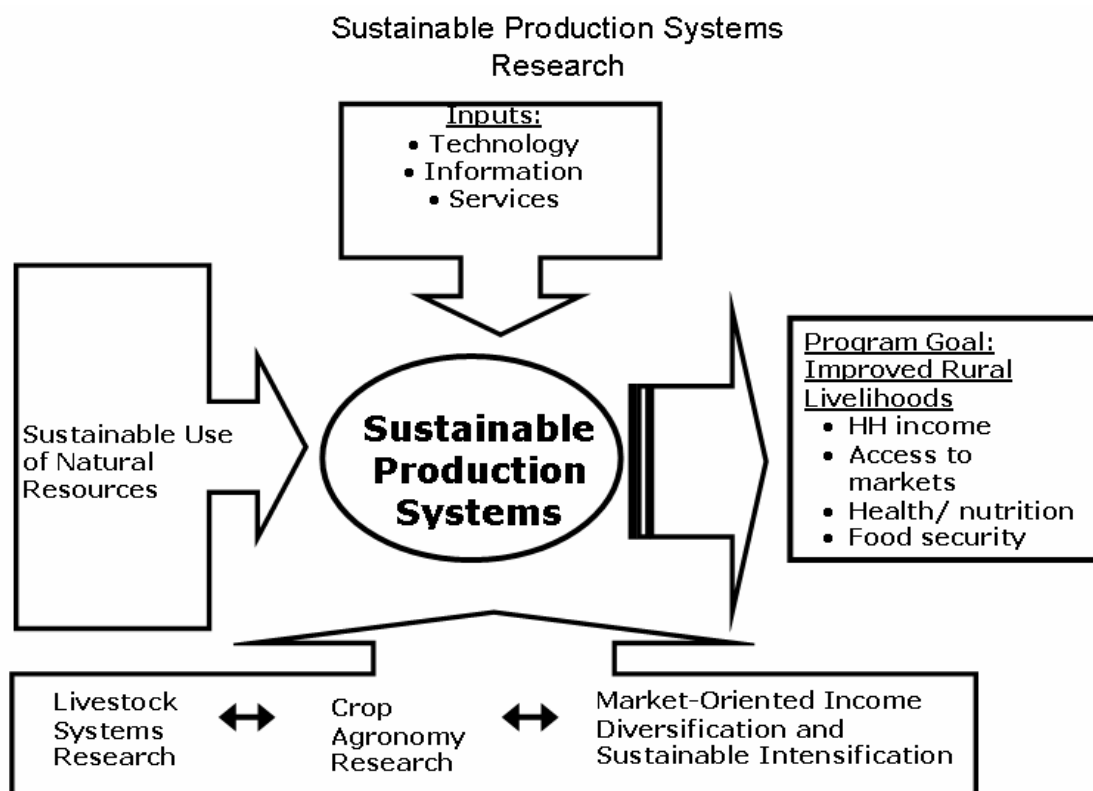 Sustainable Production Systems
Research
Inputs:
• Technology
• Information
• Services
Sustainable Use
of Natural
Resources
Sustainable
Production
Systems
Program Goal:
Improved Rural
Livelihoods
• HH income
• Access to
markets
• Health/ nutrition
• Food security
Livestock
Systems
Research
Crop
Agronomy
Research
Market-Oriented Income
Diversification and
Sustainable Intensification